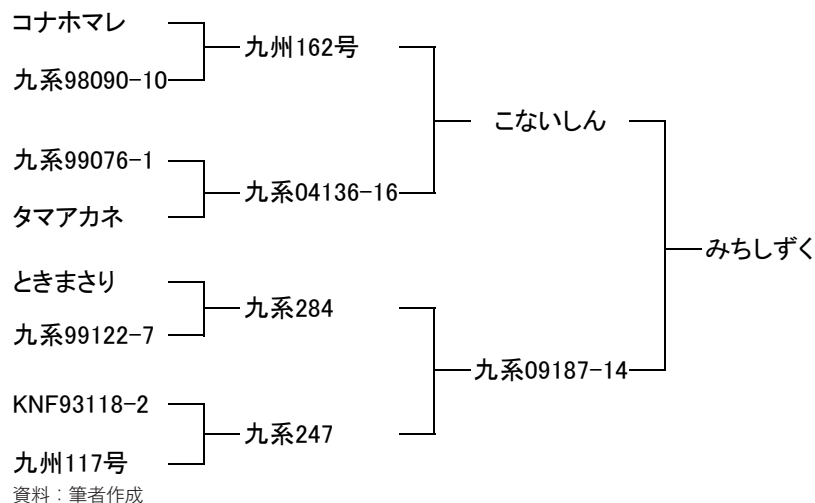 コナホマレ
九州162号
九系98090-10
こないしん
九系99076-1
九系04136-16
タマアカネ
みちしずく
ときまさり
九系284
九系99122-7
九系09187-14
KNF93118-2
九系247
九州117号
資料：筆者作成